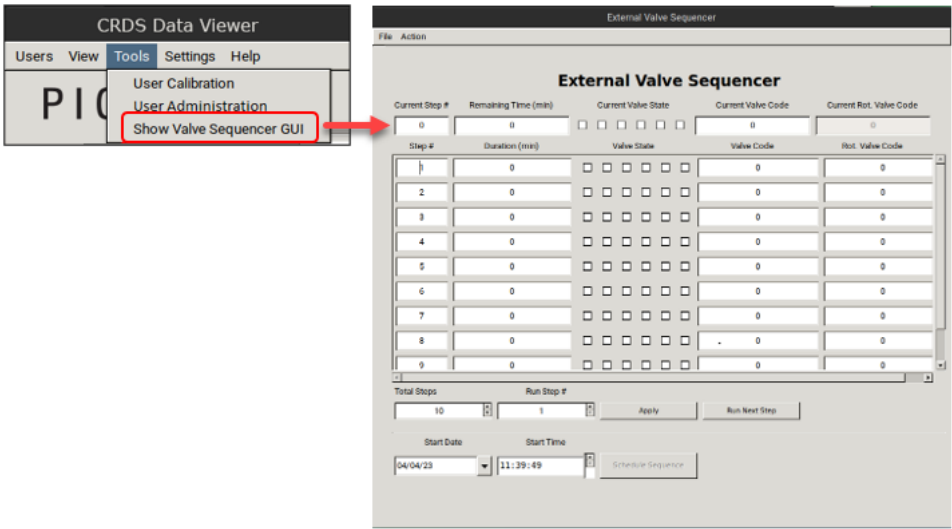 CRDS Data Viewer
Users View Tools Settings Help
User Calibration
User Administration
Show Valve Sequencer GUI
External Valve Sequencer
File Action
External Valve Sequencer
Current Step # Remaining Time (min) Current Valve State Current Valve Code Current Rot. Valve Code
0 0 0 0
Step # Duration (min) Valve State Valve Code Rot. Valve Code
1 0 0 0
2 0 0 0
3 0 0 0
4 0 0 0
5 0 0 0
6 0 0 0
7 0 0 0
8 0 0 0
9 0 0 0
Total Steps Run Step #
10 1 Apply Run Next Step
Start Date Start Time
04/04/23 11:39:49 Schedule Sequence